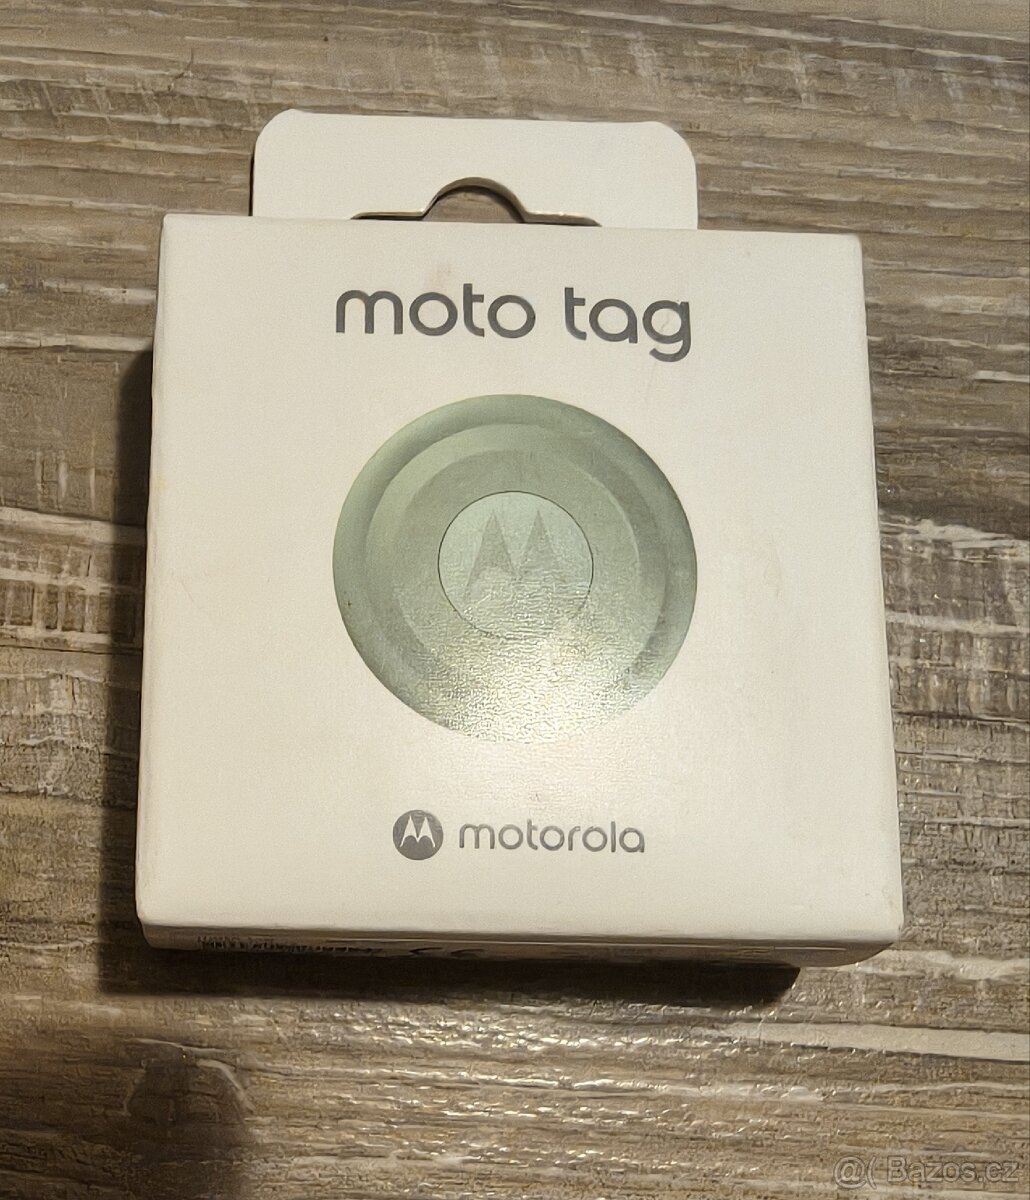 moto tag
motorola
@( Bazos.cz